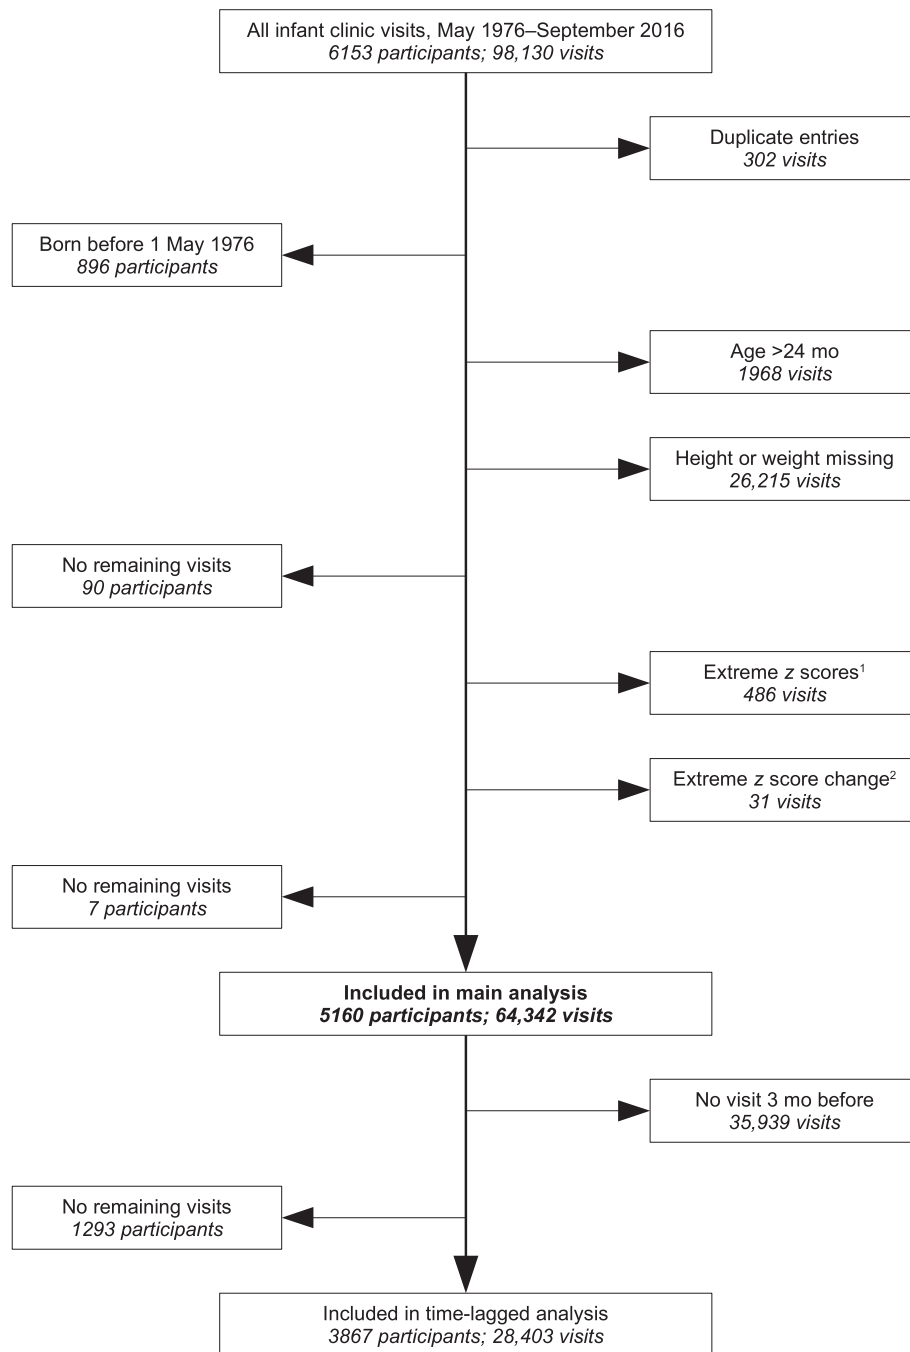 All infant clinic visits, May 1976–September 2016
6153 participants; 98,130 visits
Duplicate entries
302 visits
Born before 1 May 1976
896 participants
Age >24 mo
1968 visits
Height or weight missing
26,215 visits
No remaining visits
90 participants
Extreme z scores¹
486 visits
Extreme z score change²
31 visits
No remaining visits
7 participants
Included in main analysis
5160 participants; 64,342 visits
No visit 3 mo before
35,939 visits
No remaining visits
1293 participants
Included in time-lagged analysis
3867 participants; 28,403 visits